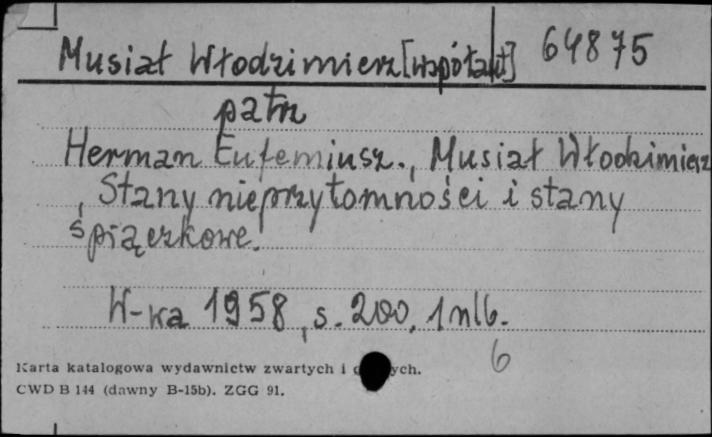 Musiał Włodzimierz [współaut] 64875
patrz
Herman Eufemiusz., Musiał Włodzimierz
, Stany nieprzytomności i stany
śpiączkowe.
W-wa 1958, s. 200, 1 nlb.
6
Karta katalogowa wydawnictw zwartych i ych.
CWD B 144 (dawny B-15b). ZGG 91.